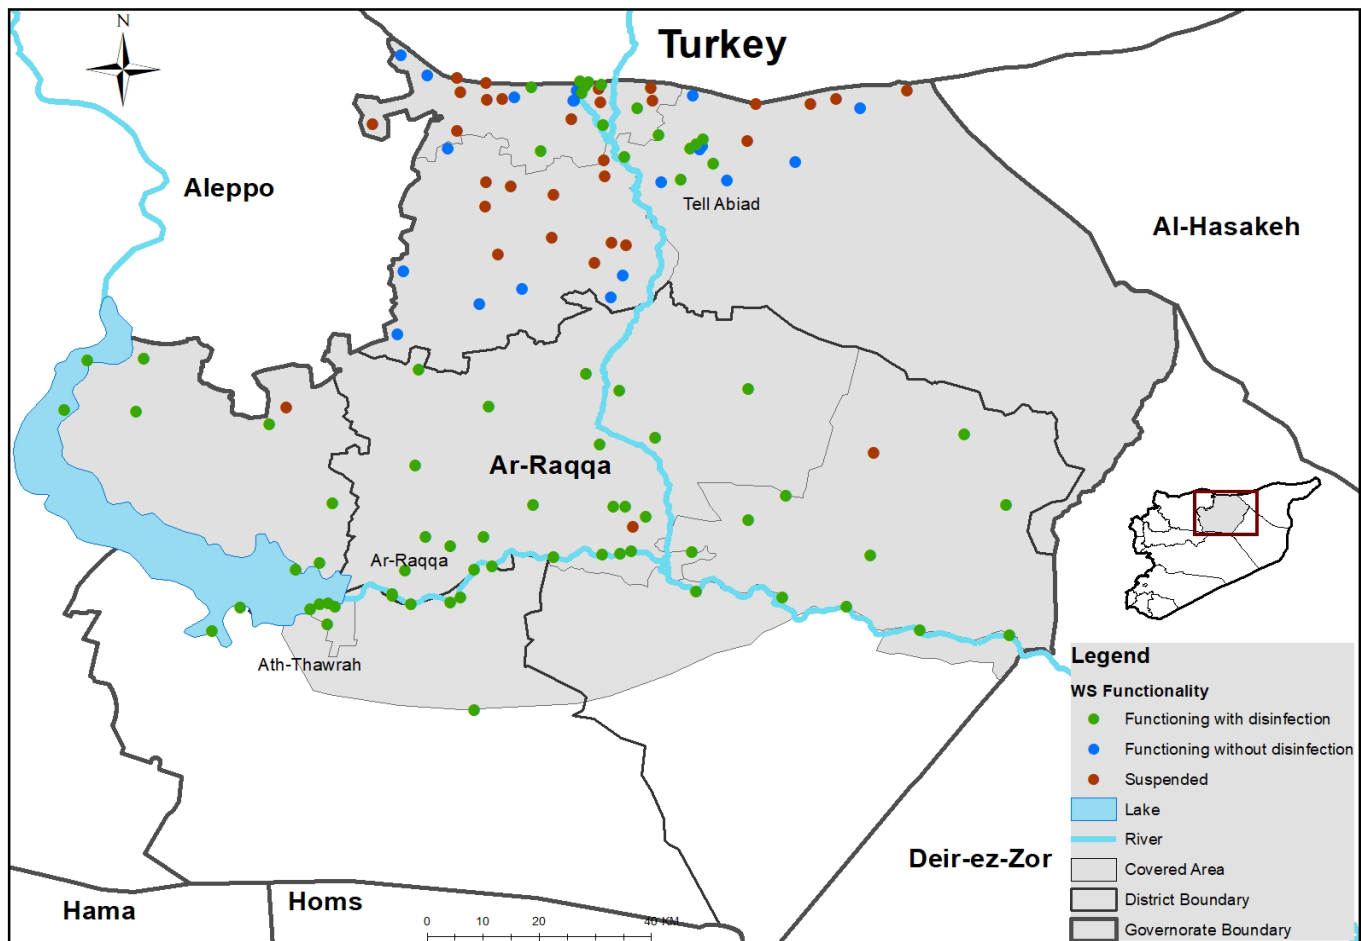 N
Turkey
Aleppo
Tell Abiad
Al-Hasakeh
Ar-Raqqa
Ar-Raqqa
Ath-Thawrah
Deir-ez-Zor
Hama
Homs
0 10 20 40 KM
Legend
WS Functionality
Functioning with disinfection
Functioning without disinfection
Suspended
Lake
River
Covered Area
District Boundary
Governorate Boundary